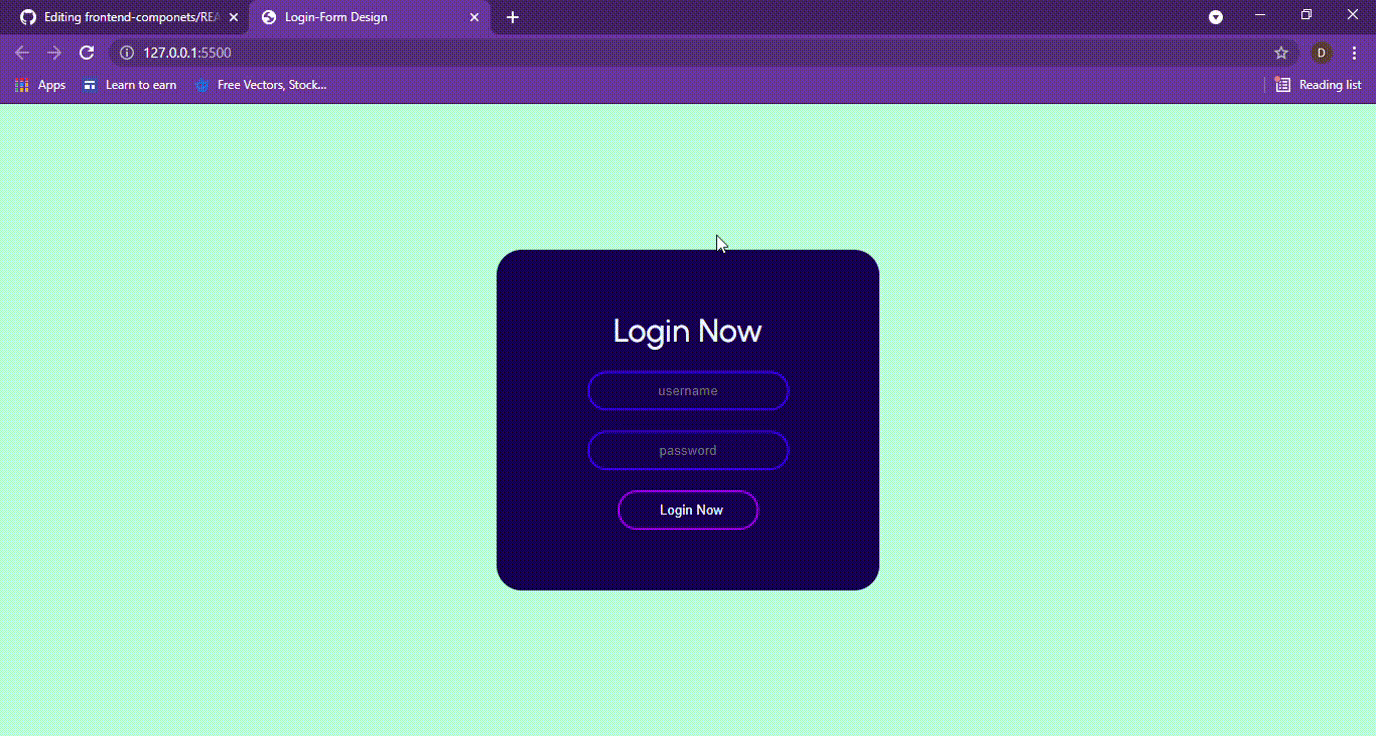 Editing frontend-componets/REA
Login-Form Design
127.0.0.1:5500
D
Apps
Learn to earn
Free Vectors, Stock...
Reading list
Login Now
username
password
Login Now